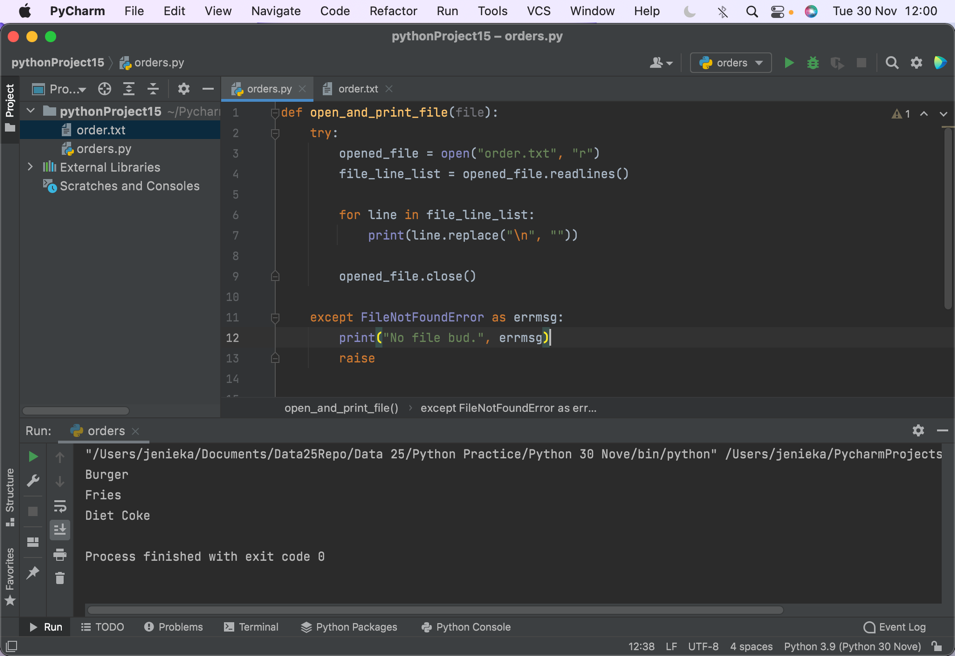 PyCharm File Edit View Navigate Code Refactor Run Tools VCS Window Help Tue 30 Nov 12:00
pythonProject15 – orders.py
pythonProject15 orders.py orders
Project
Pro... orders.py order.txt
pythonProject15 ~/Pychar
order.txt
orders.py
External Libraries
Scratches and Consoles
1 def open_and_print_file(file): 1
2 try:
3 opened_file = open("order.txt", "r")
4 file_line_list = opened_file.readlines()
5
6 for line in file_line_list:
7 print(line.replace("\n", ""))
8
9 opened_file.close()
10
11 except FileNotFoundError as errmsg:
12 print("No file bud.", errmsg)
13 raise
14
open_and_print_file() › except FileNotFoundError as err...
Run: orders
"/Users/jenieka/Documents/Data25Repo/Data 25/Python Practice/Python 30 Nove/bin/python" /Users/jenieka/PycharmProjects
Burger
Fries
Diet Coke
Process finished with exit code 0
Structure
Favorites
Run TODO Problems Terminal Python Packages Python Console Event Log
12:38 LF UTF-8 4 spaces Python 3.9 (Python 30 Nove)